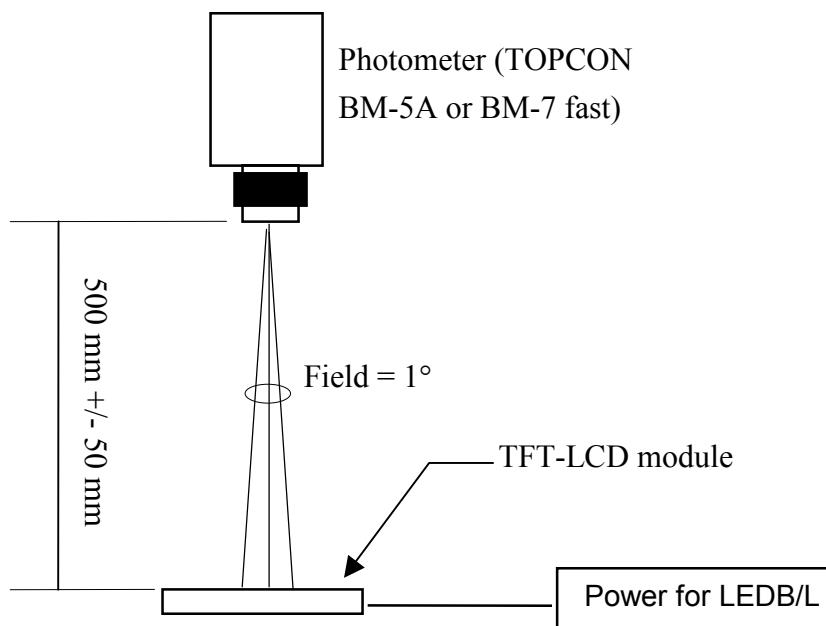 Photometer (TOPCON
BM-5A or BM-7 fast)
500 mm +/- 50 mm
Field = 1°
TFT-LCD module
Power for LEDB/L